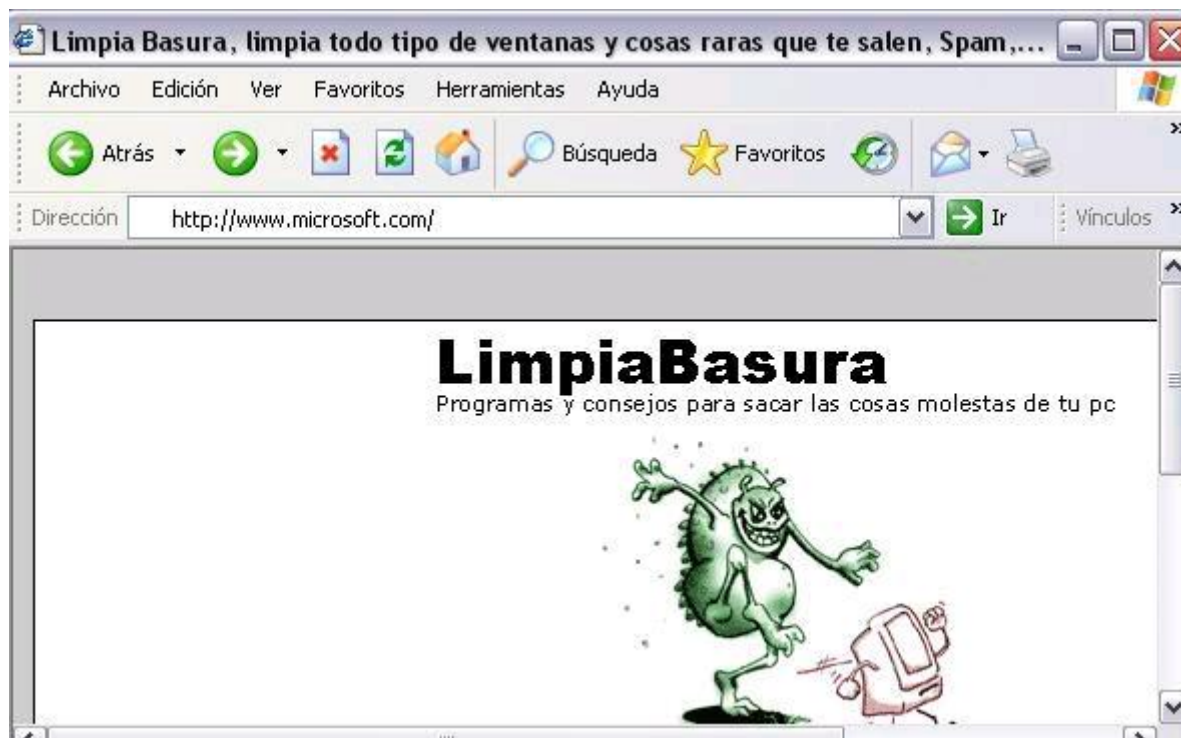 Limpia Basura, limpia todo tipo de ventanas y cosas raras que te salen, Spam,...
Archivo Edición Ver Favoritos Herramientas Ayuda
Atrás Búsqueda Favoritos »
Dirección http://www.microsoft.com/ Ir Vínculos »
LimpiaBasura
Programas y consejos para sacar las cosas molestas de tu pc